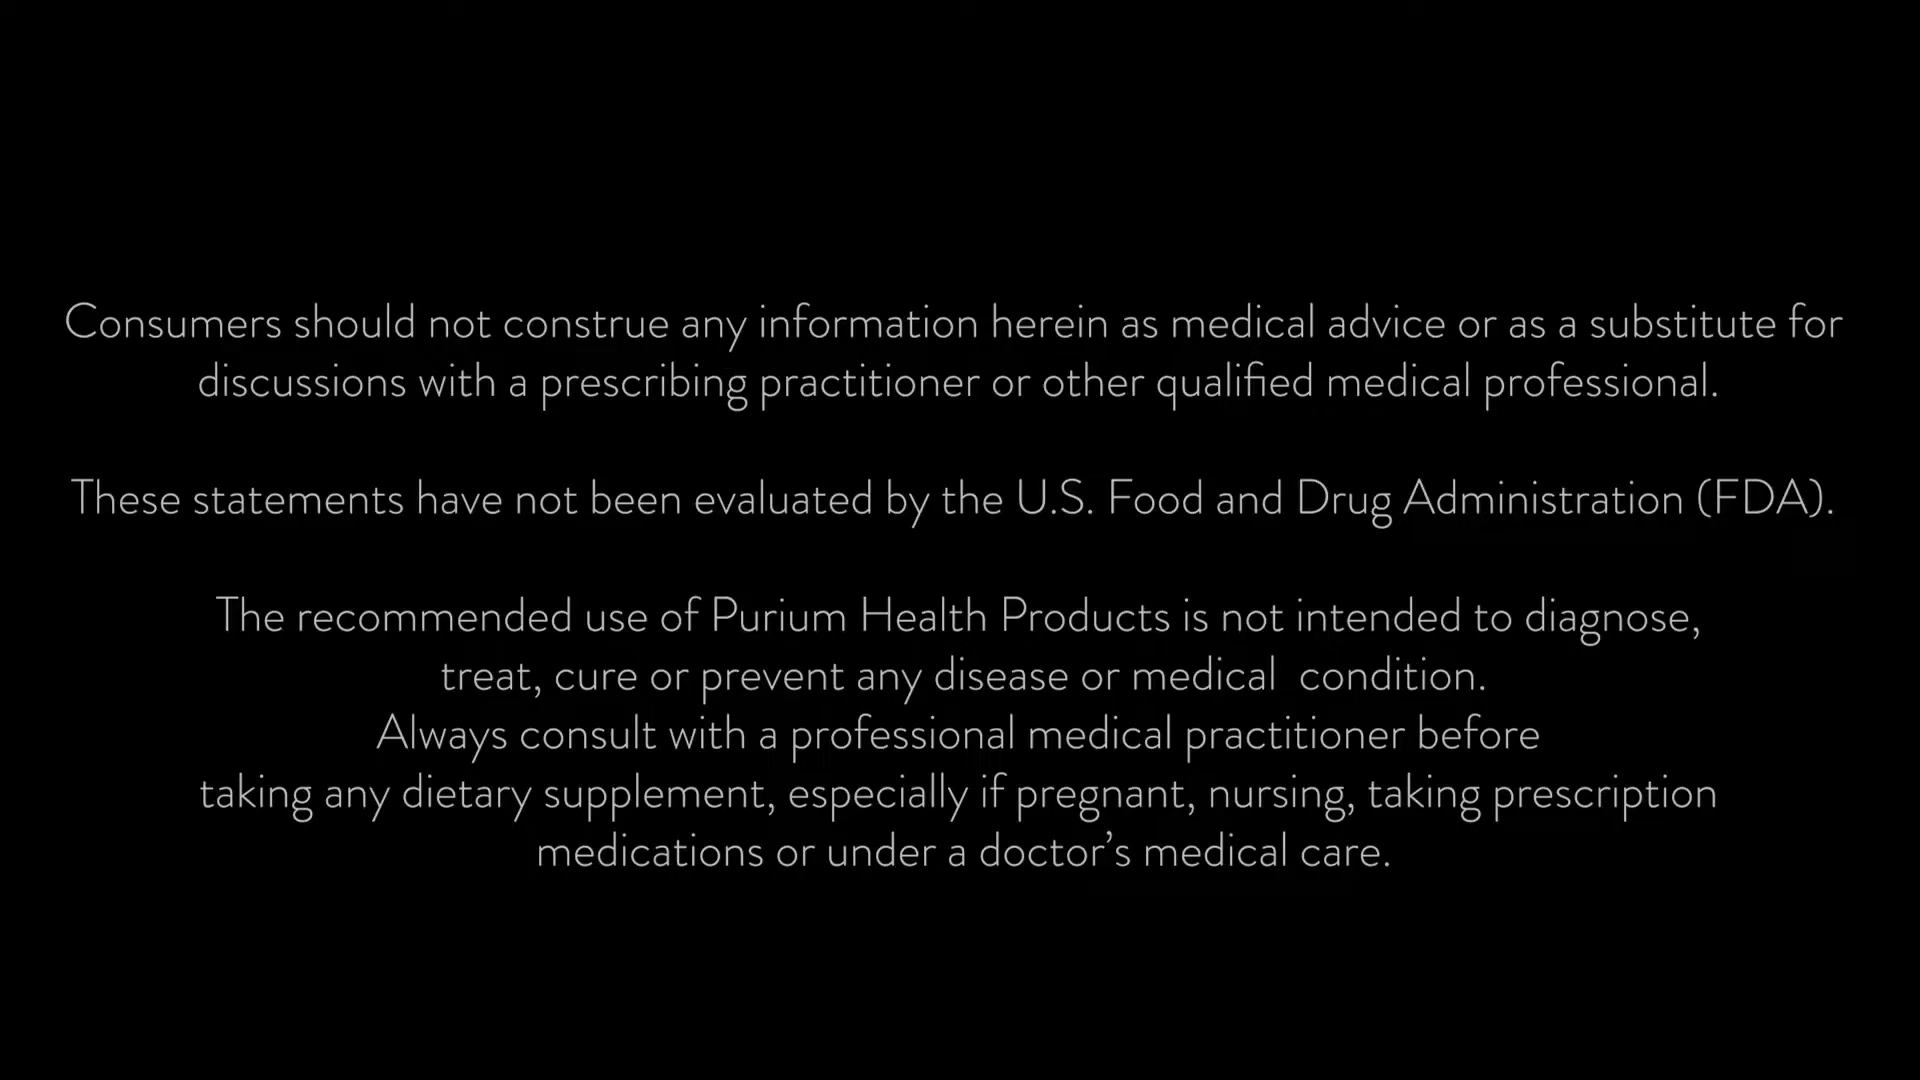 Consumers should not construe any information herein as medical advice or as a substitute for
discussions with a prescribing practitioner or other qualified medical professional.
These statements have not been evaluated by the U.S. Food and Drug Administration (FDA).
The recommended use of Purium Health Products is not intended to diagnose,
treat, cure or prevent any disease or medical  condition.
Always consult with a professional medical practitioner before
taking any dietary supplement, especially if pregnant, nursing, taking prescription
medications or under a doctor’s medical care.